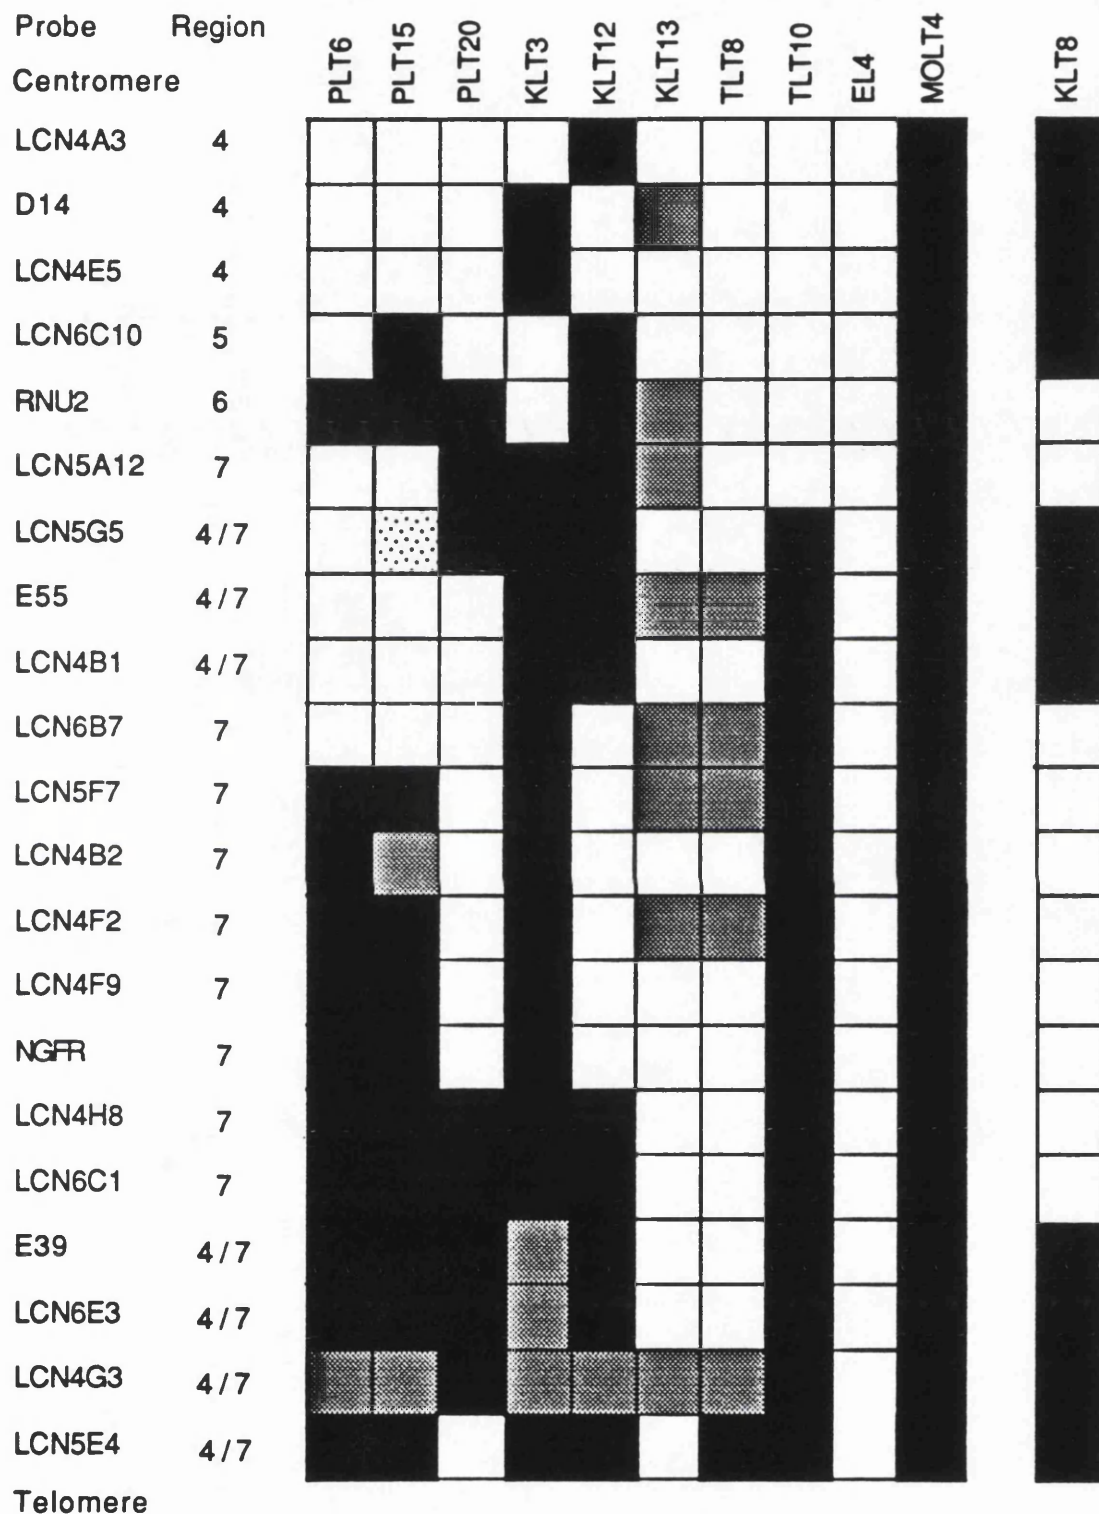 Probe Region PLT6 PLT15 PLT20 KLT3 KLT12 KLT13 TLT8 TLT10 EL4 MOLT4 KLT8
Centromere
LCN4A3 4
D14 4
LCN4E5 4
LCN6C10 5
RNU2 6
LCN5A12 7
LCN5G5 4/7
E55 4/7
LCN4B1 4/7
LCN6B7 7
LCN5F7 7
LCN4B2 7
LCN4F2 7
LCN4F9 7
NGFR 7
LCN4H8 7
LCN6C1 7
E39 4/7
LCN6E3 4/7
LCN4G3 4/7
LCN5E4 4/7
Telomere